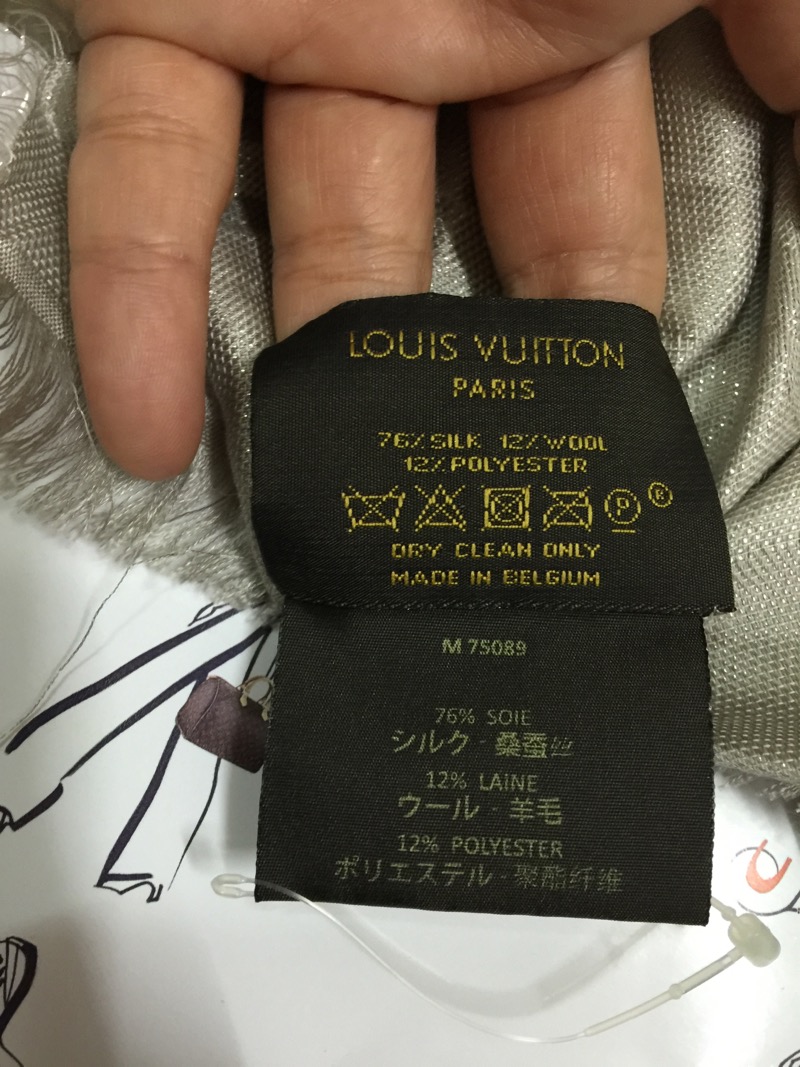 LOUIS VUITTON
PARIS
76% SILK 12% WOOL
12% POLYESTER
P ®
DRY CLEAN ONLY
MADE IN BELGIUM
M 75089
76% SOIE
シルク - 桑蚕丝
12% LAINE
ウール - 羊毛
12% POLYESTER
ポリエステル - 聚酯纤维